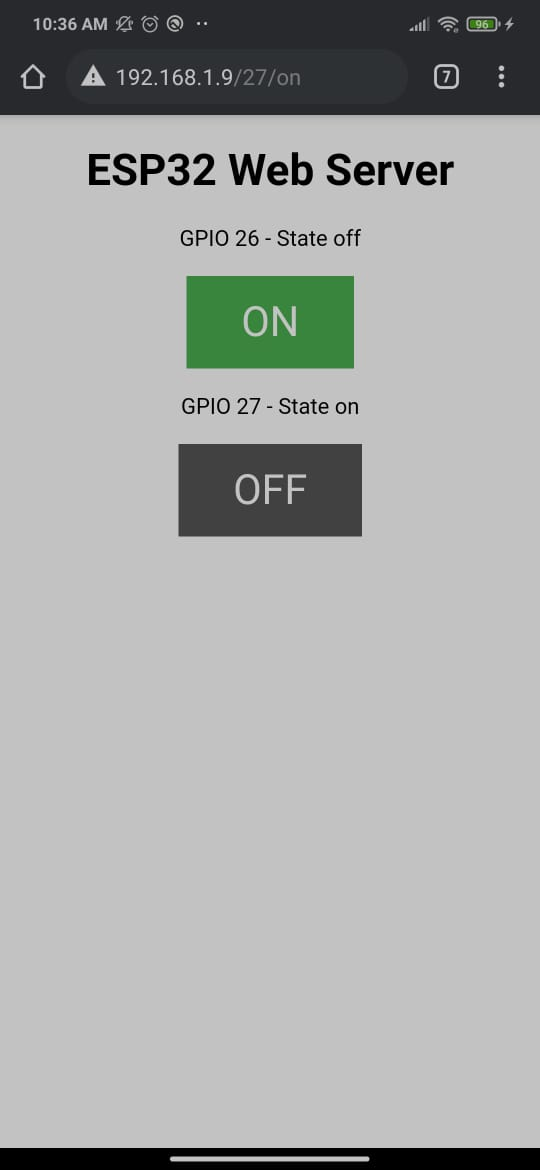 10:36 AM
96
192.168.1.9/27/on
7
ESP32 Web Server
GPIO 26 - State off
ON
GPIO 27 - State on
OFF